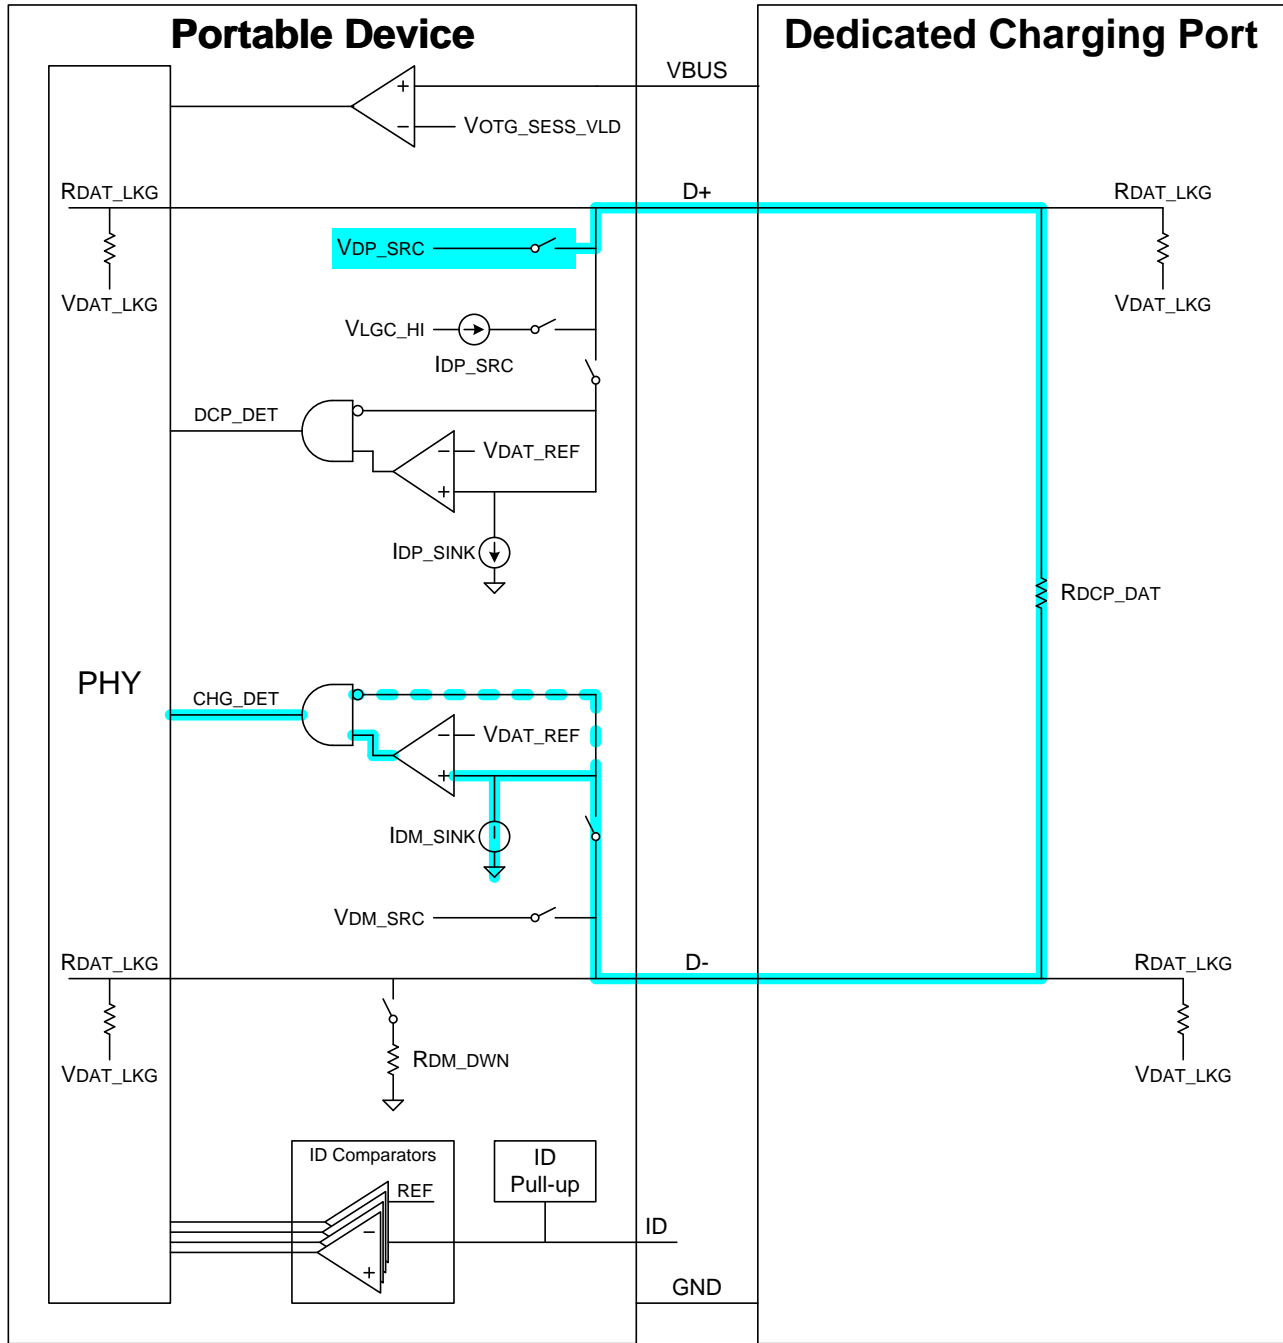 Portable Device
Dedicated Charging Port
VBUS
+
−
VOTG_SESS_VLD
RDAT_LKG
D+
RDAT_LKG
VDP_SRC
VDAT_LKG
VDAT_LKG
VLGC_HI
IDP_SRC
DCP_DET
−
VDAT_REF
+
IDP_SINK
RDCP_DAT
PHY
CHG_DET
−
VDAT_REF
+
IDM_SINK
VDM_SRC
RDAT_LKG
D-
RDAT_LKG
RDM_DWN
VDAT_LKG
VDAT_LKG
ID Comparators
REF
−
+
ID
Pull-up
ID
GND